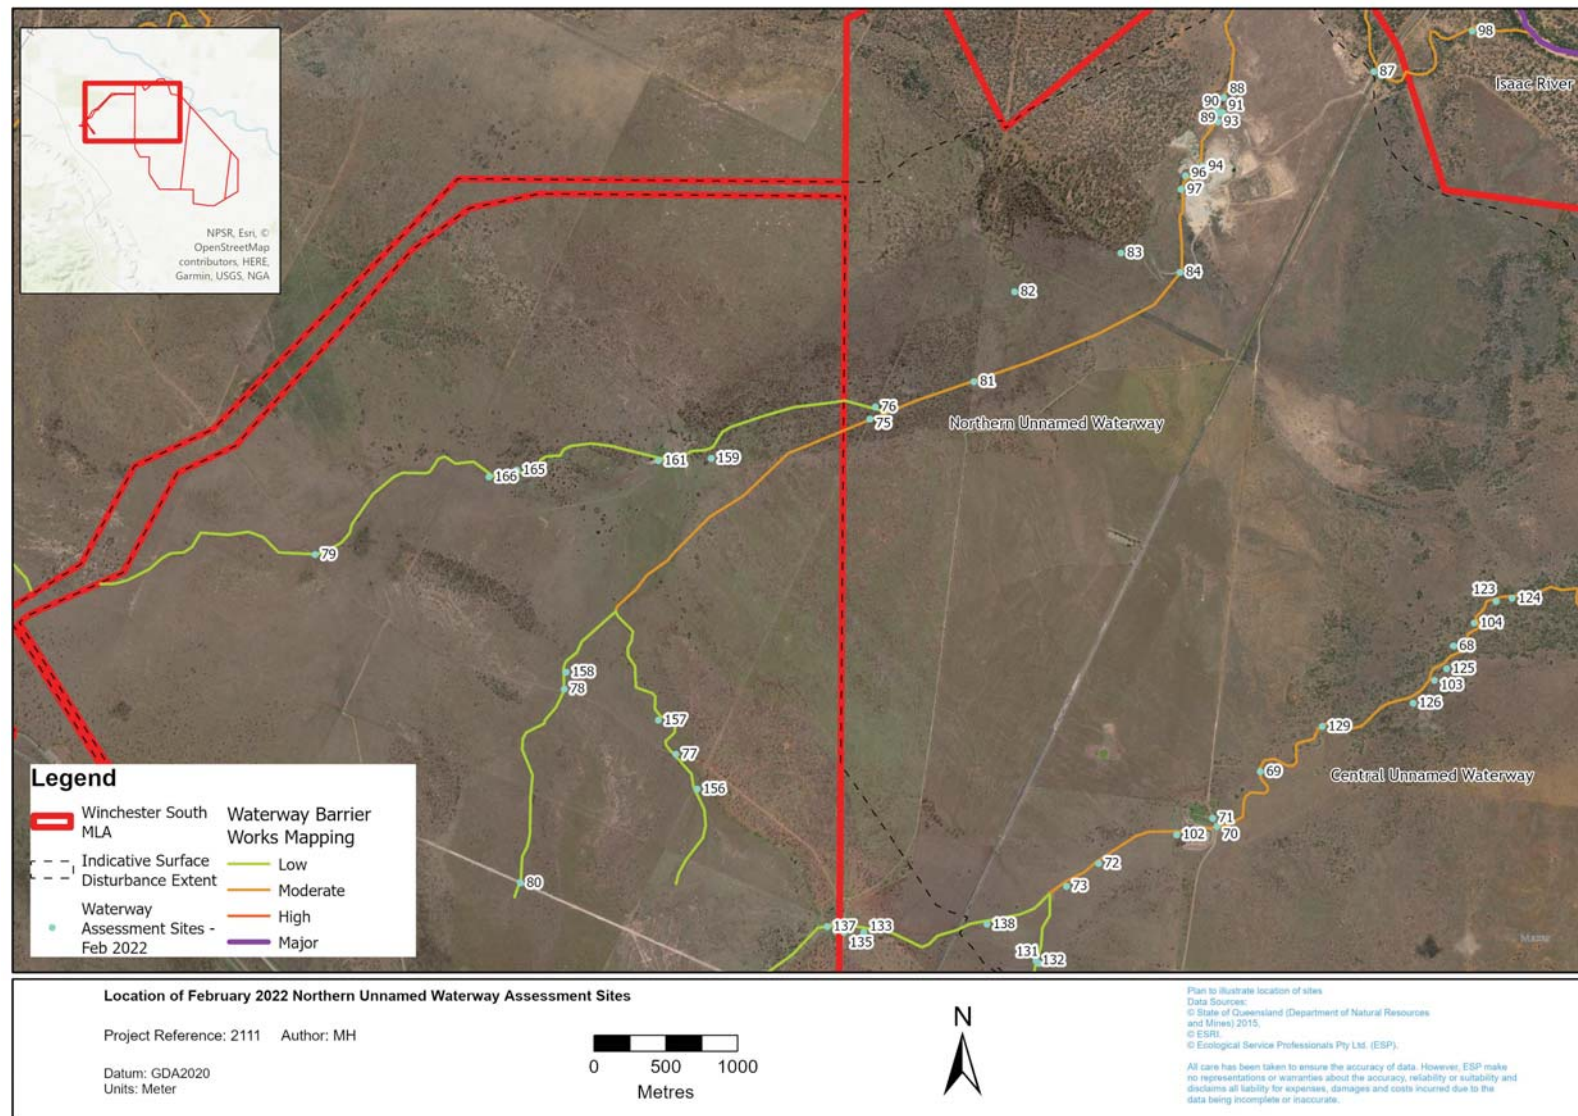 NPSR, Esri, ©
OpenStreetMap
contributors, HERE,
Garmin, USGS, NGA
98
87
Isaac River
88
90
91
89
93
94
96
97
83
84
82
81
76
75
Northern Unnamed Waterway
161
159
165
166
79
123
124
104
68
158
125
78
103
126
157
129
77
69
Central Unnamed Waterway
156
71
70
102
72
80
73
137
133
138
135
131
132
Legend
Winchester South
MLA
Indicative Surface
Disturbance Extent
Waterway
Assessment Sites -
Feb 2022
Waterway Barrier
Works Mapping
Low
Moderate
High
Major
Maxar
Location of February 2022 Northern Unnamed Waterway Assessment Sites
Project Reference: 2111 Author: MH
Datum: GDA2020
Units: Meter
0 500 1000
Metres
N
Plan to illustrate location of sites
Data Sources:
© State of Queensland (Department of Natural Resources
and Mines) 2015,
© ESRI.
© Ecological Service Professionals Pty Ltd. (ESP).
All care has been taken to ensure the accuracy of data. However, ESP make
no representations or warranties about the accuracy, reliability or suitability and
disclaims all liability for expenses, damages and costs incurred due to the
data being incomplete or inaccurate.